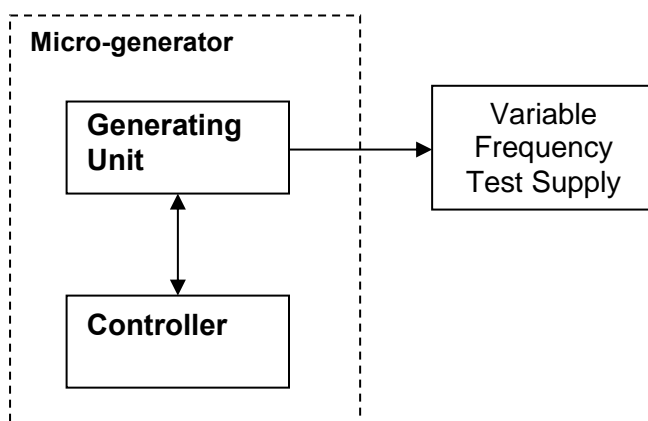 Micro-generator
Generating
Unit
Variable
Frequency
Test Supply
Controller